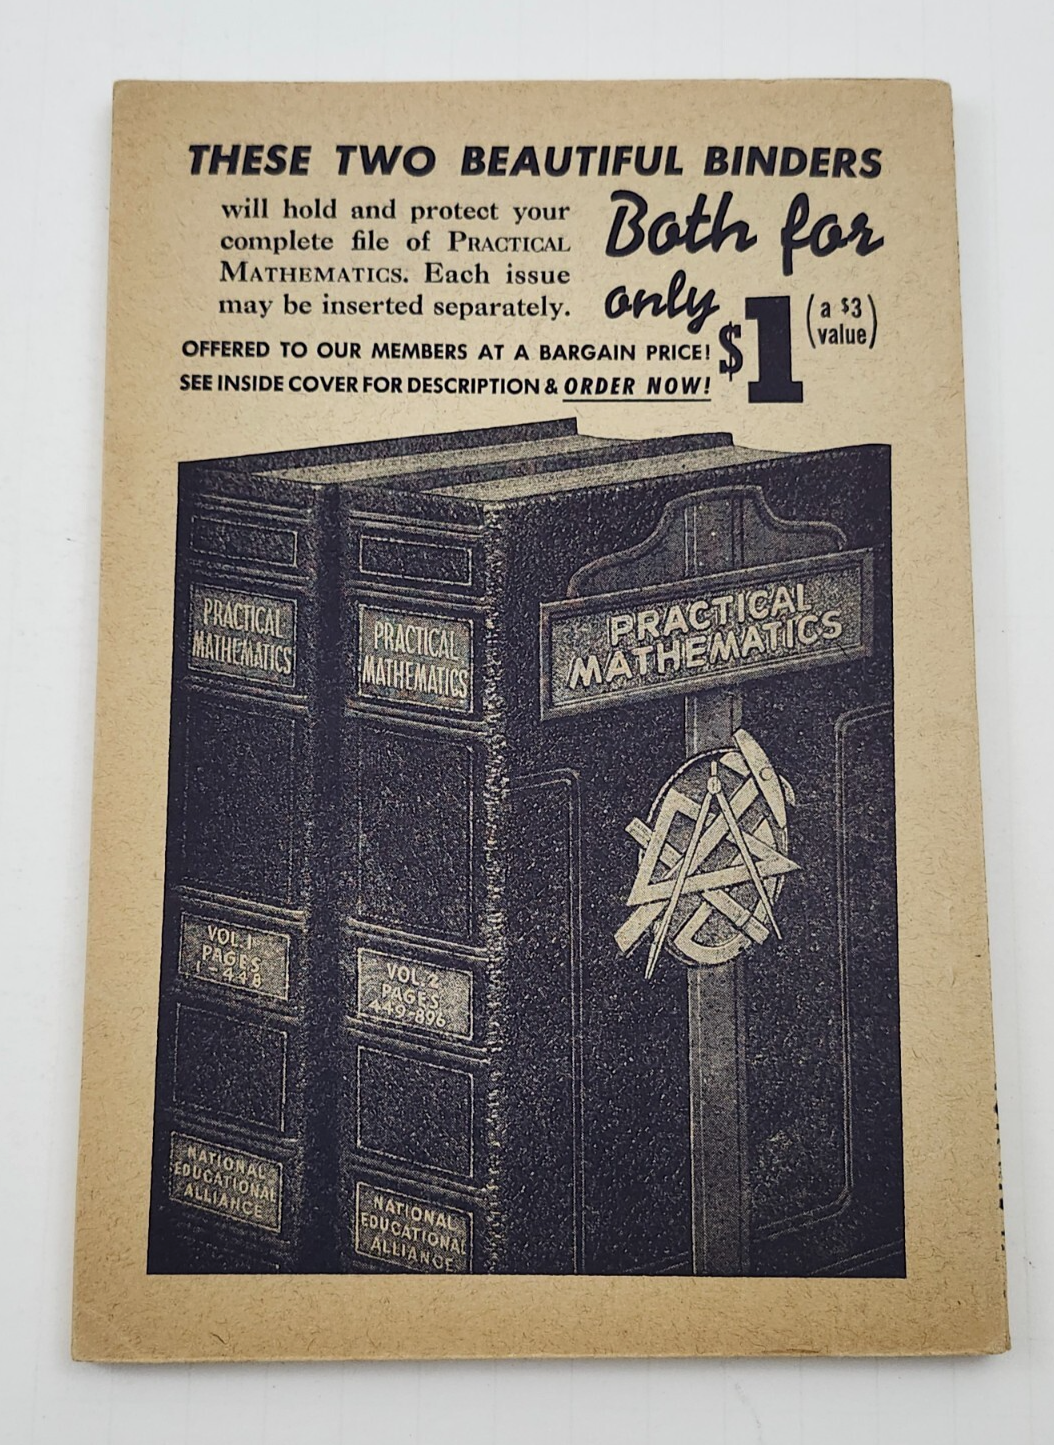 THESE TWO BEAUTIFUL BINDERS
will hold and protect your
complete file of PRACTICAL
MATHEMATICS. Each issue
may be inserted separately.
Both for
only
$1
(a $3
value)
OFFERED TO OUR MEMBERS AT A BARGAIN PRICE!
SEE INSIDE COVER FOR DESCRIPTION & ORDER NOW!
PRACTICAL
MATHEMATICS
VOL.1
PAGES
1-448
NATIONAL
EDUCATIONAL
ALLIANCE
PRACTICAL
MATHEMATICS
VOL.2
PAGES
449-896
NATIONAL
EDUCATIONAL
ALLIANCE
PRACTICAL
MATHEMATICS